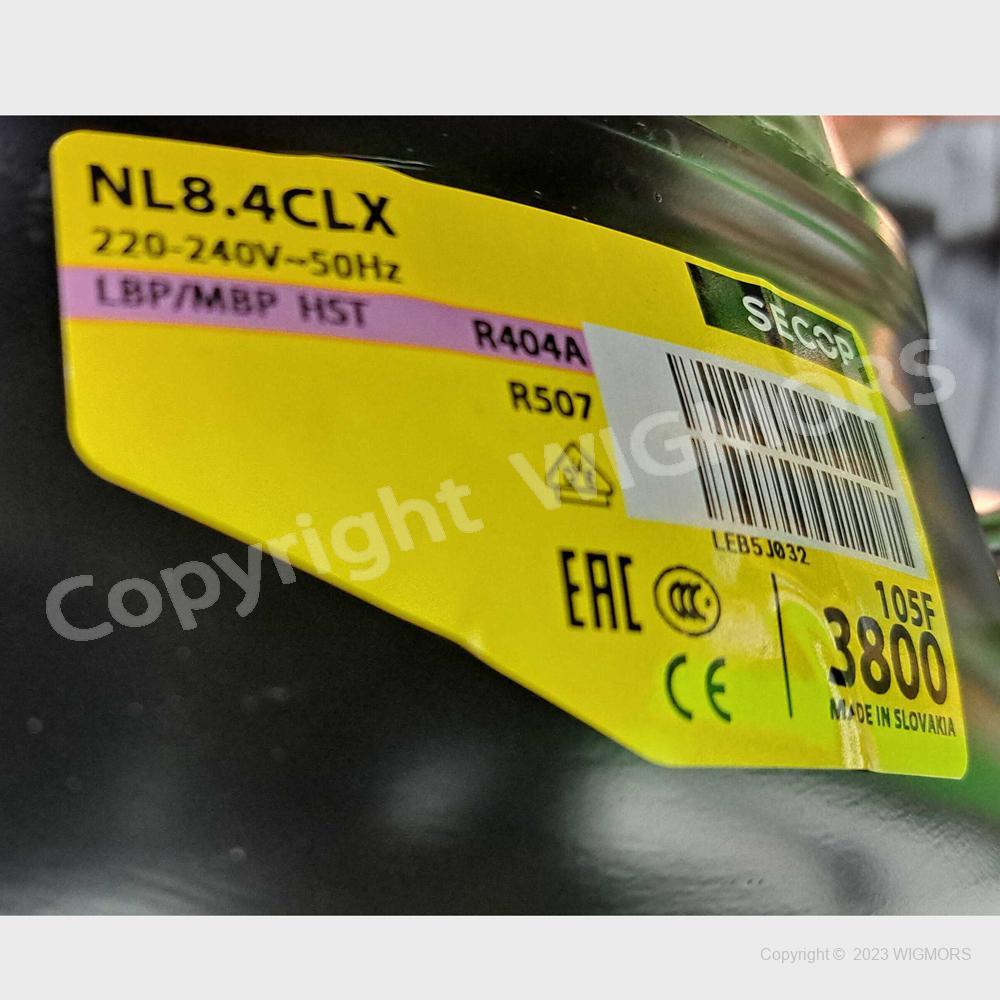 NL8.4CLX
220-240V~50Hz
LBP/MBP HST
R404A
R507
SECOP
LEB5J032
EAC
CCC
CE
105F
3800
MADE IN SLOVAKIA
Copyright WIGMORS
Copyright © 2023 WIGMORS